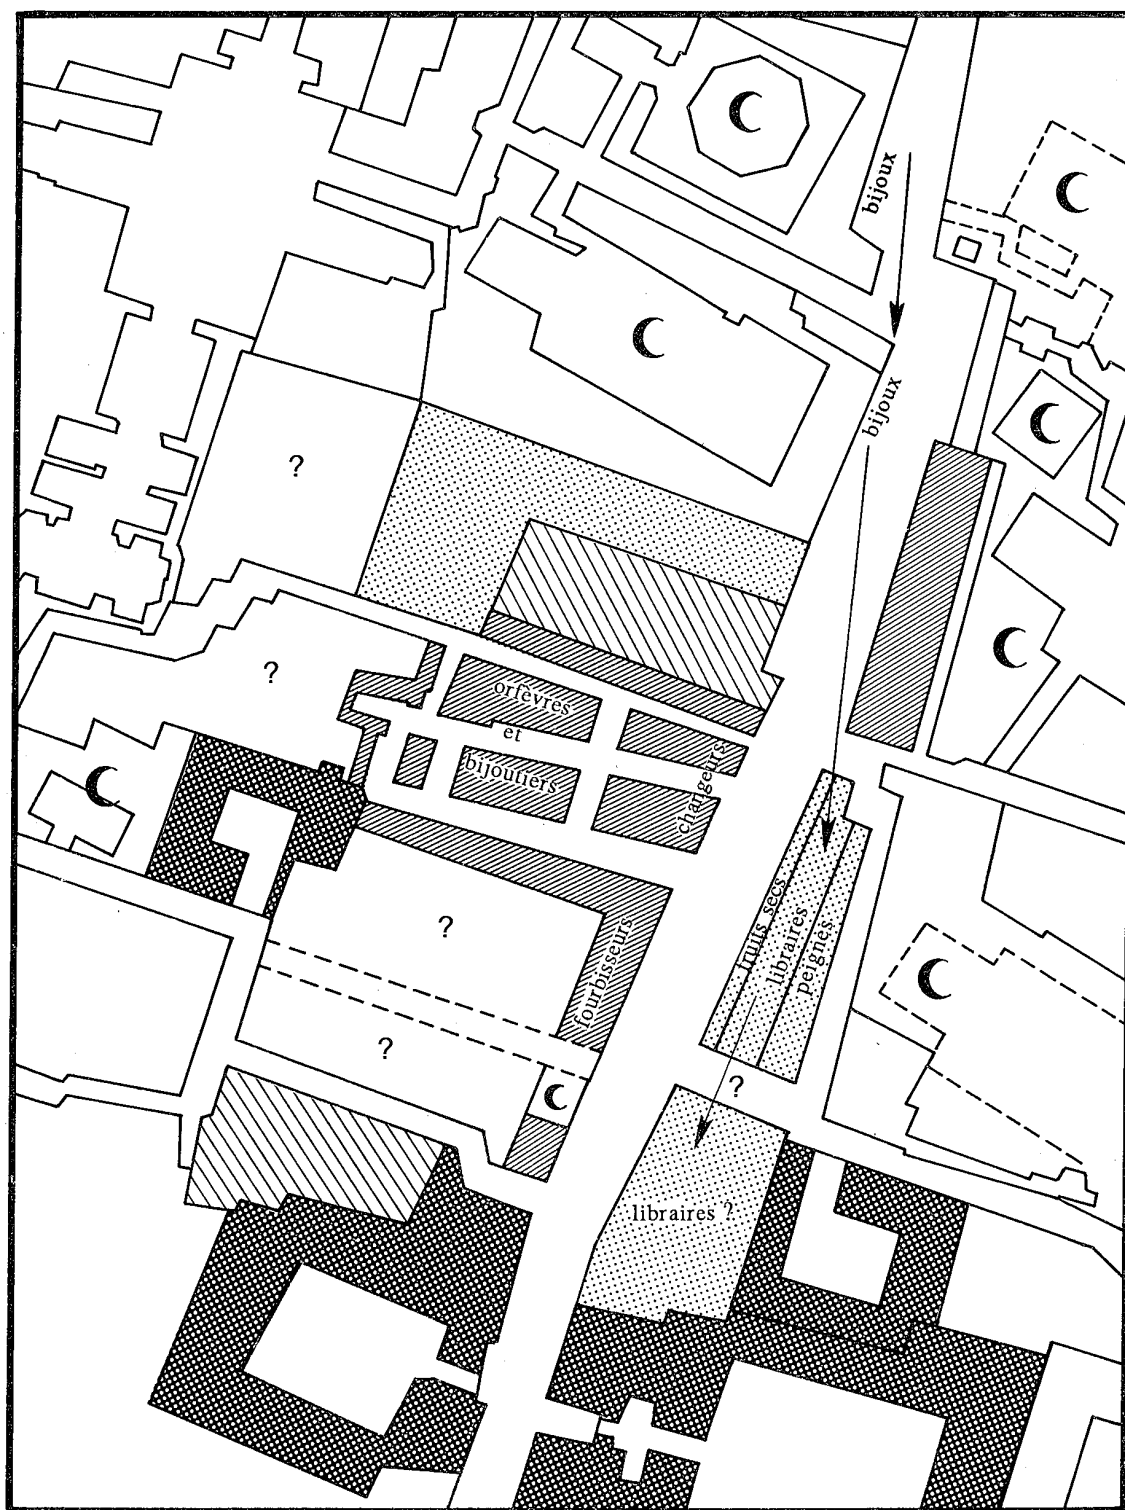 bijoux
bijoux
?
?
orfèvres
et
bijoutiers
changeurs
fruits secs
libraires
peignes
?
fourbisseurs
?
?
libraires ?